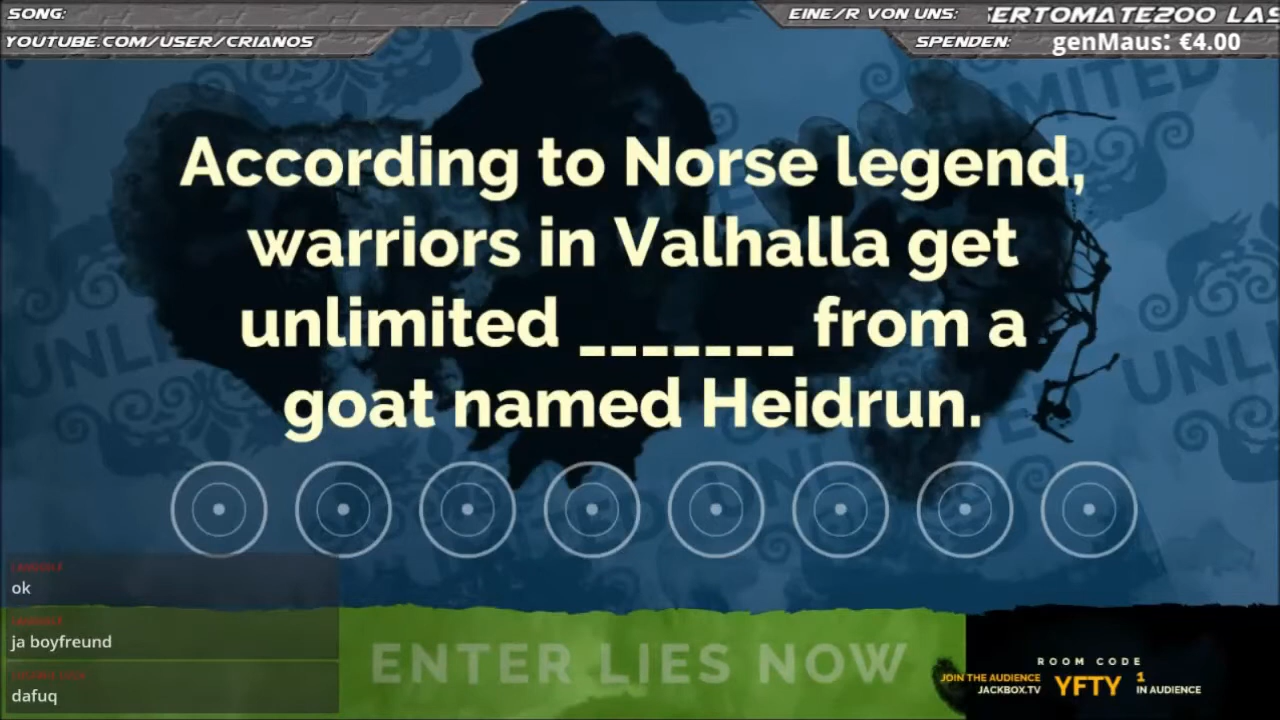 SONG:
EINE/R VON UNS: ERTOMATE200 LAS
YOUTUBE.COM/USER/CRIANOS
SPENDEN: genMaus: €4.00
According to Norse legend,
warriors in Valhalla get
unlimited _______ from a
goat named Heidrun.
ok
ja boyfreund
dafuq
ENTER LIES NOW
ROOM CODE
JOIN THE AUDIENCE
JACKBOX.TV
YFTY
1
IN AUDIENCE
UNLIMITED